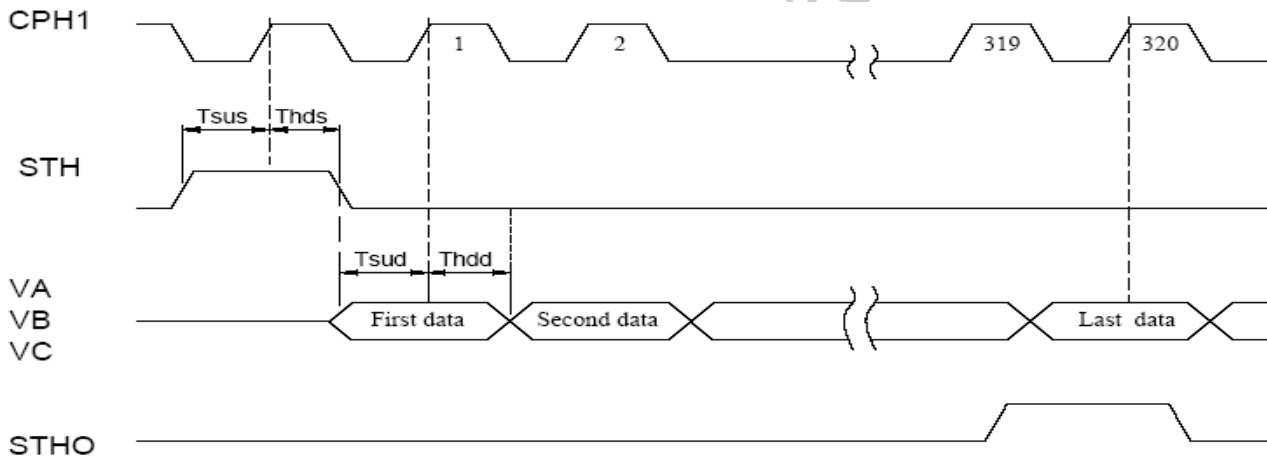 CPH1
1
2
319
320
Tsus
Thds
STH
Tsud
Thdd
VA
VB
VC
First data
Second data
Last data
STHO